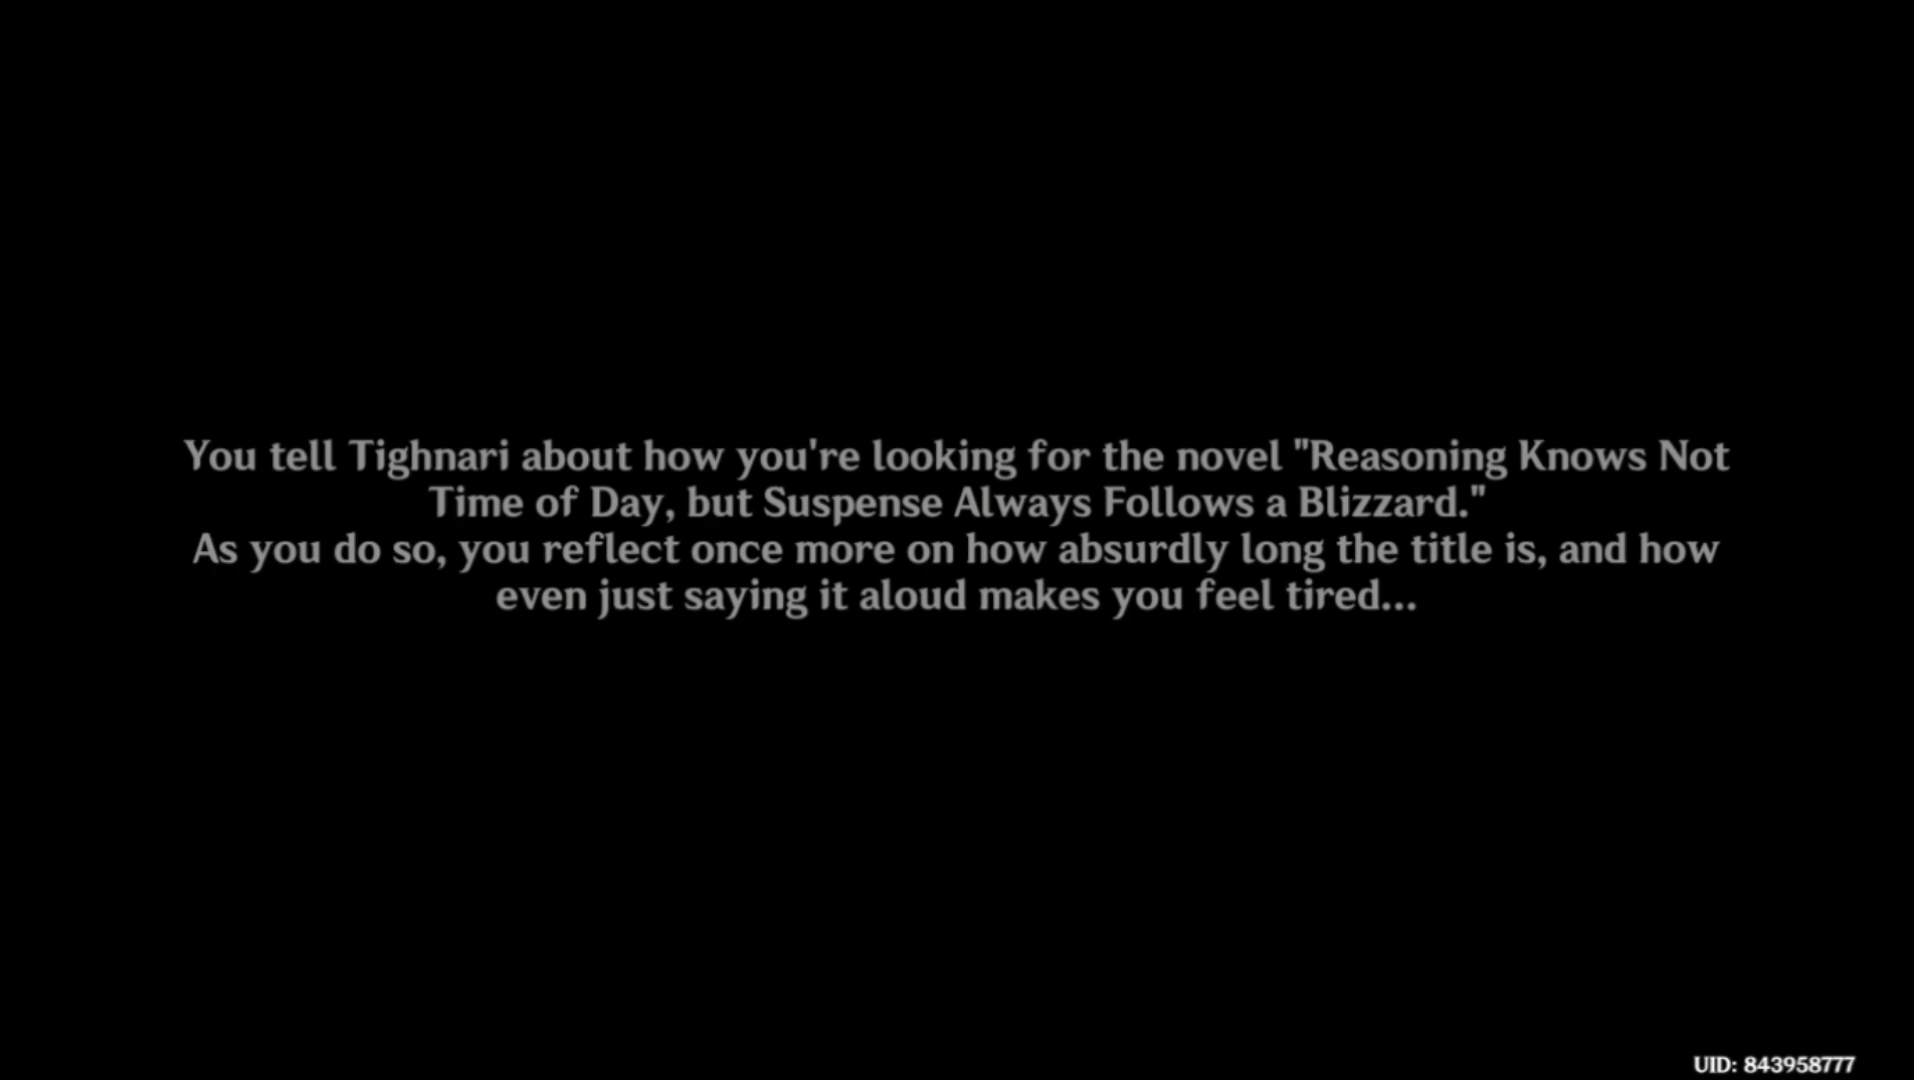 You tell Tighnari about how you're looking for the novel "Reasoning Knows Not
Time of Day, but Suspense Always Follows a Blizzard."
As you do so, you reflect once more on how absurdly long the title is, and how
even just saying it aloud makes you feel tired...
UID: 843958777